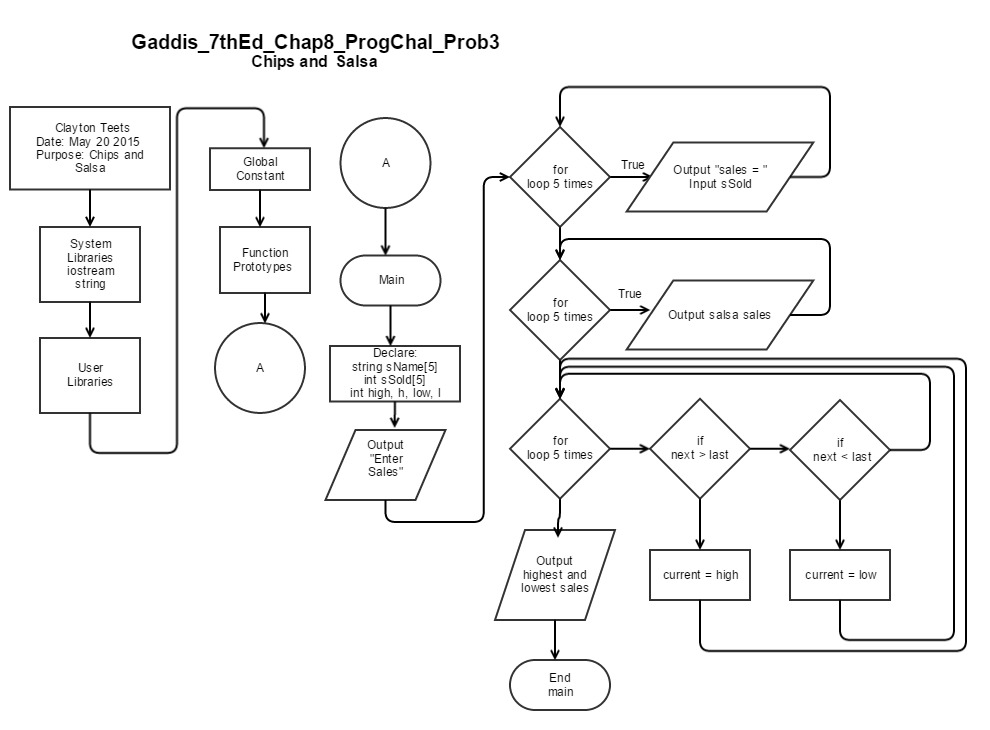 Gaddis_7thEd_Chap8_ProgChal_Prob3
Chips and Salsa
Clayton Teets
Date: May 20 2015
Purpose: Chips and
Salsa
System
Libraries
iostream
string
User
Libraries
Global
Constant
Function
Prototypes
A
A
Main
Declare:
string sName[5]
int sSold[5]
int high, h, low, l
Output
"Enter
Sales"
for
loop 5 times
True
Output "sales = "
Input sSold
for
loop 5 times
True
Output salsa sales
for
loop 5 times
if
next > last
if
next < last
current = high
current = low
Output
highest and
lowest sales
End
main